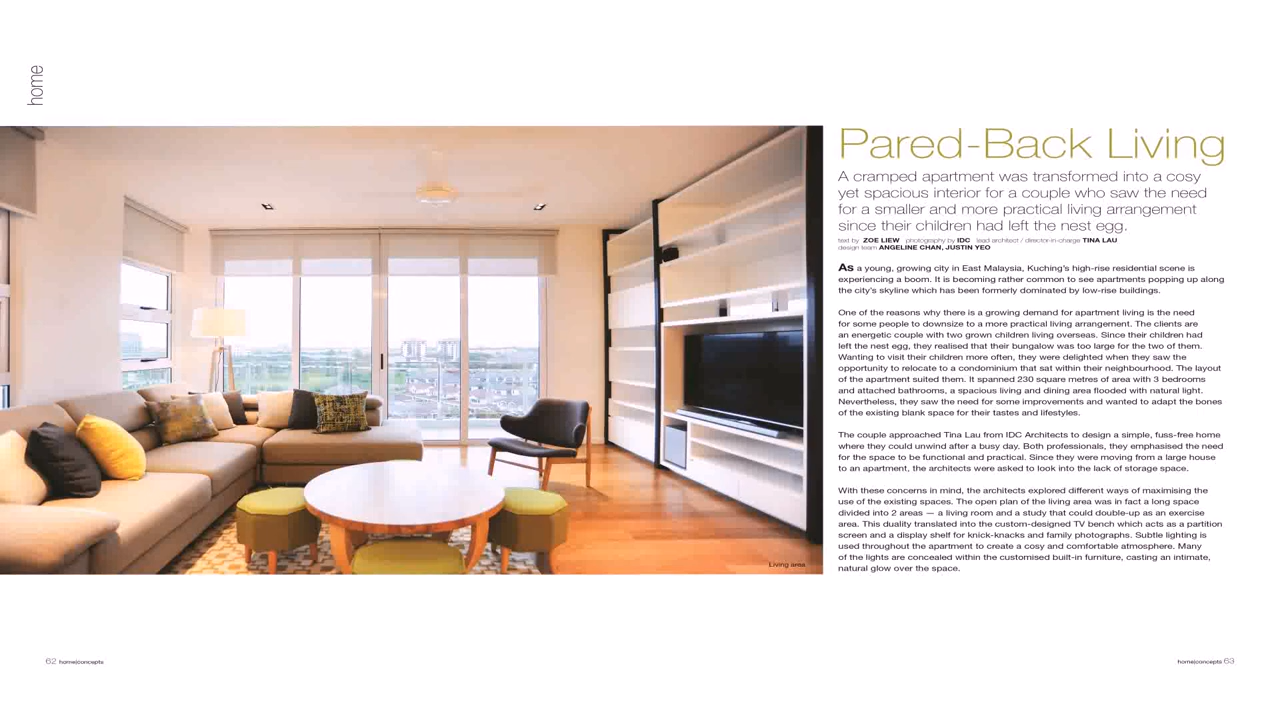 home
Pared-Back Living
A cramped apartment was transformed into a cosy
yet spacious interior for a couple who saw the need
for a smaller and more practical living arrangement
since their children had left the nest egg.
text by ZOE LIEW photography by IDC lead architect / director-in-charge TINA LAU
design team ANGELINE CHAN, JUSTIN YEO
As a young, growing city in East Malaysia, Kuching's high-rise residential scene is
experiencing a boom. It is becoming rather common to see apartments popping up along
the city's skyline which has been formerly dominated by low-rise buildings.
One of the reasons why there is a growing demand for apartment living is the need
for some people to downsize to a more practical living arrangement. The clients are
an energetic couple with two grown children living overseas. Since their children had
left the nest egg, they realised that their bungalow was too large for the two of them.
Wanting to visit their children more often, they were delighted when they saw the
opportunity to relocate to a condominium that sat within their neighbourhood. The layout
of the apartment suited them. It spanned 230 square metres of area with 3 bedrooms
and attached bathrooms, a spacious living and dining area flooded with natural light.
Nevertheless, they saw the need for some improvements and wanted to adapt the bones
of the existing blank space for their tastes and lifestyles.
The couple approached Tina Lau from IDC Architects to design a simple, fuss-free home
where they could unwind after a busy day. Both professionals, they emphasised the need
for the space to be functional and practical. Since they were moving from a large house
to an apartment, the architects were asked to look into the lack of storage space.
With these concerns in mind, the architects explored different ways of maximising the
use of the existing spaces. The open plan of the living area was in fact a long space
divided into 2 areas — a living room and a study that could double-up as an exercise
area. This duality translated into the custom-designed TV bench which acts as a partition
screen and a display shelf for knick-knacks and family photographs. Subtle lighting is
used throughout the apartment to create a cosy and comfortable atmosphere. Many
of the lights are concealed within the customised built-in furniture, casting an intimate,
natural glow over the space.
Living area
62 home|concepts
home|concepts 63